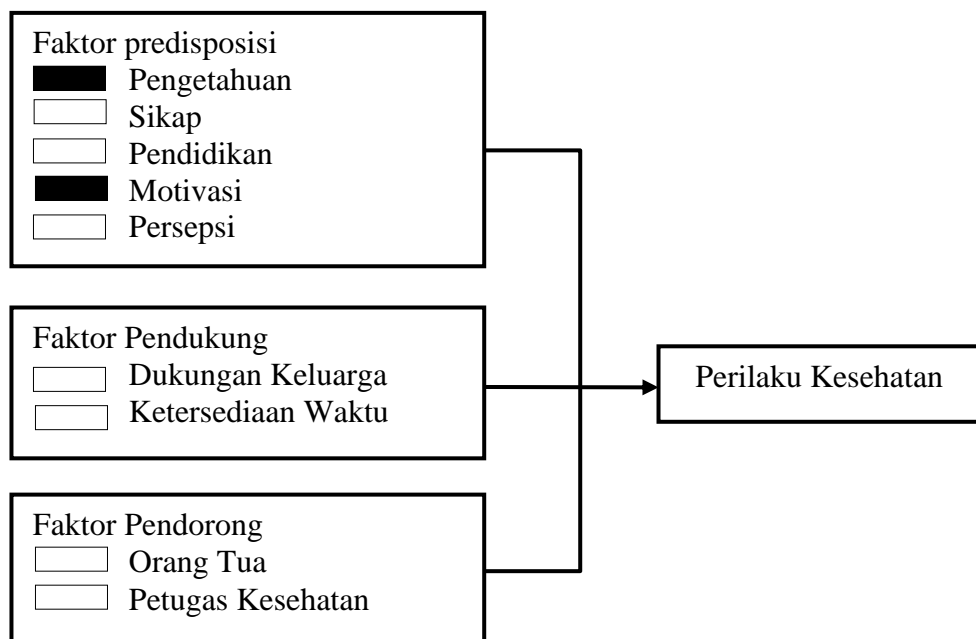 Faktor predisposisi
Pengetahuan
Sikap
Pendidikan
Motivasi
Persepsi
Faktor Pendukung
Dukungan Keluarga
Ketersediaan Waktu
Faktor Pendorong
Orang Tua
Petugas Kesehatan
Perilaku Kesehatan